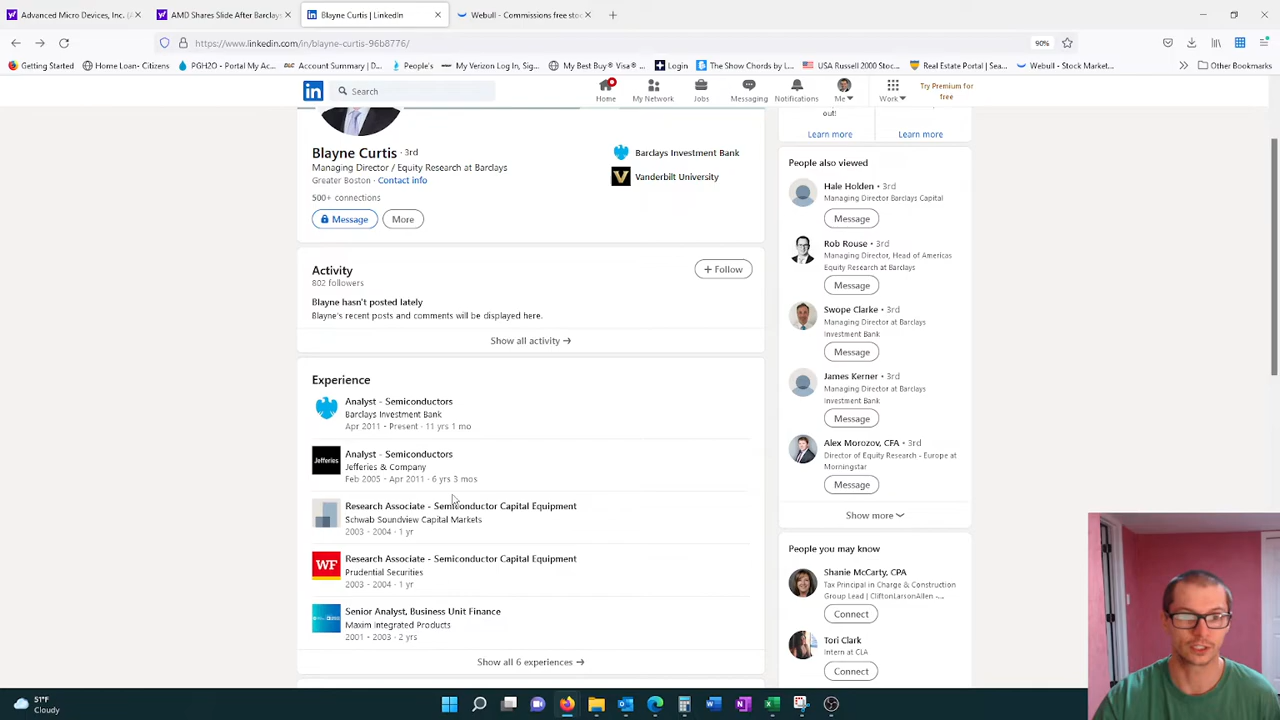 Advanced Micro Devices, Inc. (A
AMD Shares Slide After Barclays
Blayne Curtis | LinkedIn
Webull - Commissions free stoc
https://www.linkedin.com/in/blayne-curtis-96b8976/
90%
Getting Started
Home Loan- Citizens
PGH2O - Portal My Ac...
Account Summary | D...
People's
My Verizon Log In, Sig...
My Best Buy® Visa®...
Login
The Show Chords by L...
USA Russell 2000 Stoc...
Real Estate Portal | Sea...
Webull - Stock Market...
Other Bookmarks
in
Search
Home
My Network
Jobs
Messaging
Notifications
Me
Work
Try Premium for
free
out!
Learn more
Learn more
Blayne Curtis · 3rd
Managing Director / Equity Research at Barclays
Greater Boston · Contact info
500+ connections
Message
More
Barclays Investment Bank
Vanderbilt University
Activity
802 followers
+ Follow
Blayne hasn't posted lately
Blayne's recent posts and comments will be displayed here.
Show all activity →
Experience
Analyst - Semiconductors
Barclays Investment Bank
Apr 2011 - Present · 11 yrs 1 mo
Jefferies
Analyst - Semiconductors
Jefferies & Company
Feb 2005 - Apr 2011 · 6 yrs 3 mos
Research Associate - Semiconductor Capital Equipment
Schwab Soundview Capital Markets
2003 - 2004 · 1 yr
WF
Research Associate - Semiconductor Capital Equipment
Prudential Securities
2003 - 2004 · 1 yr
Senior Analyst, Business Unit Finance
Maxim Integrated Products
2001 - 2003 · 2 yrs
Show all 6 experiences →
People also viewed
Hale Holden · 3rd
Managing Director Barclays Capital
Message
Rob Rouse · 3rd
Managing Director, Head of Americas
Equity Research at Barclays
Message
Swope Clarke · 3rd
Managing Director at Barclays
Investment Bank
Message
James Kerner · 3rd
Managing Director at Barclays
Investment Bank
Message
Alex Morozov, CFA · 3rd
Director of Equity Research - Europe at
Morningstar
Message
Show more
People you may know
Shanie McCarty, CPA
Tax Principal in Charge & Construction
Group Lead | CliftonLarsonAllen -...
Connect
Tori Clark
Intern at CLA
Connect
51°F
Cloudy